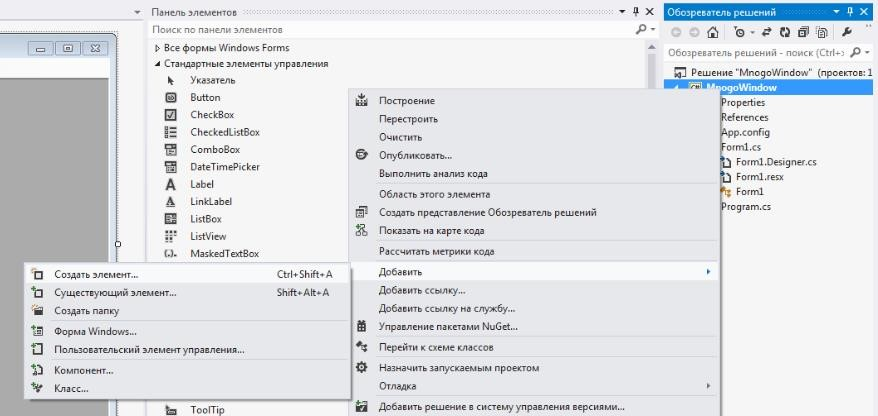 Панель элементов
Поиск по панели элементов
Все формы Windows Forms
Стандартные элементы управления
Указатель
Button
CheckBox
CheckedListBox
ComboBox
DateTimePicker
Label
LinkLabel
ListBox
ListView
MaskedTextBox
ToolTip
Построение
Перестроить
Очистить
Опубликовать...
Выполнить анализ кода
Область этого элемента
Создать представление Обозреватель решений
Показать на карте кода
Рассчитать метрики кода
Добавить
Добавить ссылку...
Добавить ссылку на службу...
Управление пакетами NuGet...
Перейти к схеме классов
Назначить запускаемым проектом
Отладка
Добавить решение в систему управления версиями...
Создать элемент... Ctrl+Shift+A
Существующий элемент... Shift+Alt+A
Создать папку
Форма Windows...
Пользовательский элемент управления...
Компонент...
Класс...
Обозреватель решений
Обозреватель решений - поиск (Ctrl+ж
Решение "MnogoWindow" (проектов: 1
C# MnogoWindow
Properties
References
App.config
Form1.cs
Form1.Designer.cs
Form1.resx
Form1
Program.cs